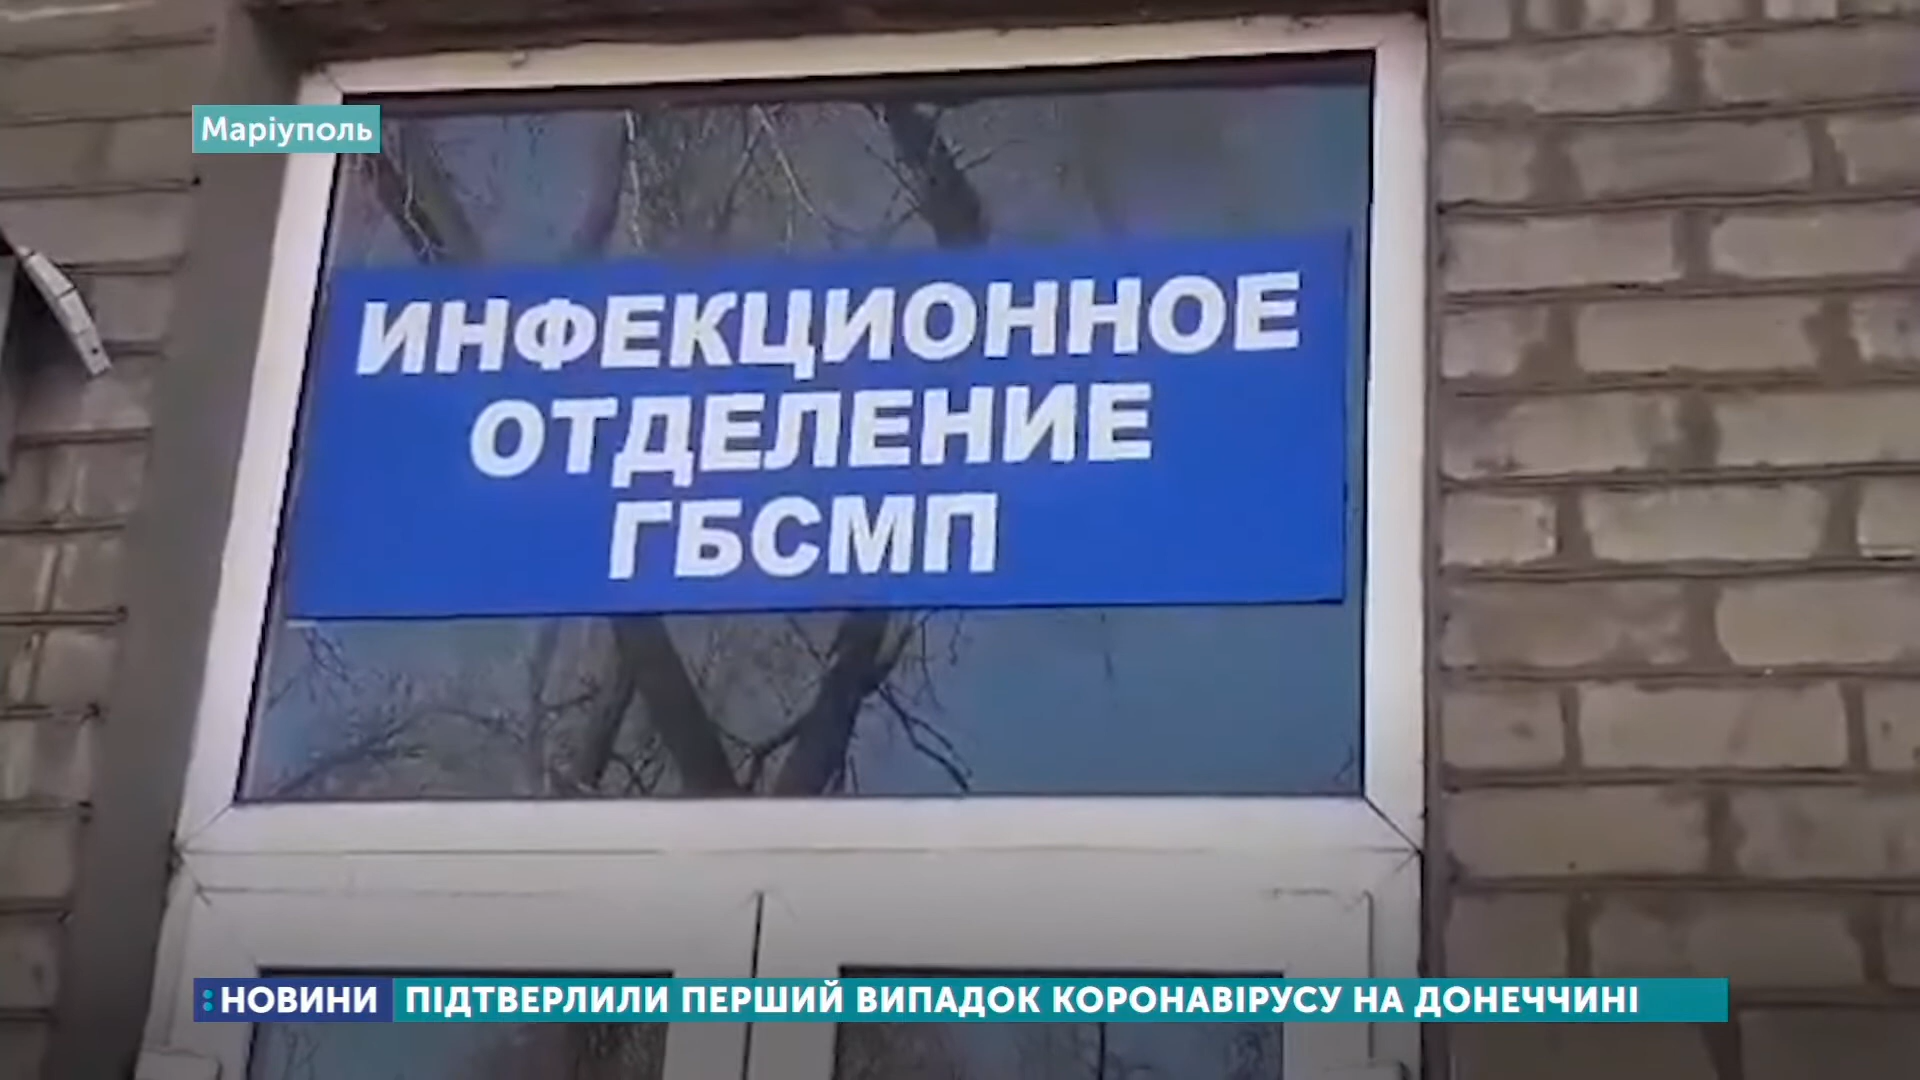 Маріуполь
ИНФЕКЦИОННОЕ
ОТДЕЛЕНИЕ
ГБСМП
:НОВИНИ ПІДТВЕРДИЛИ ПЕРШИЙ ВИПАДОК КОРОНАВІРУСУ НА ДОНЕЧЧИНІ